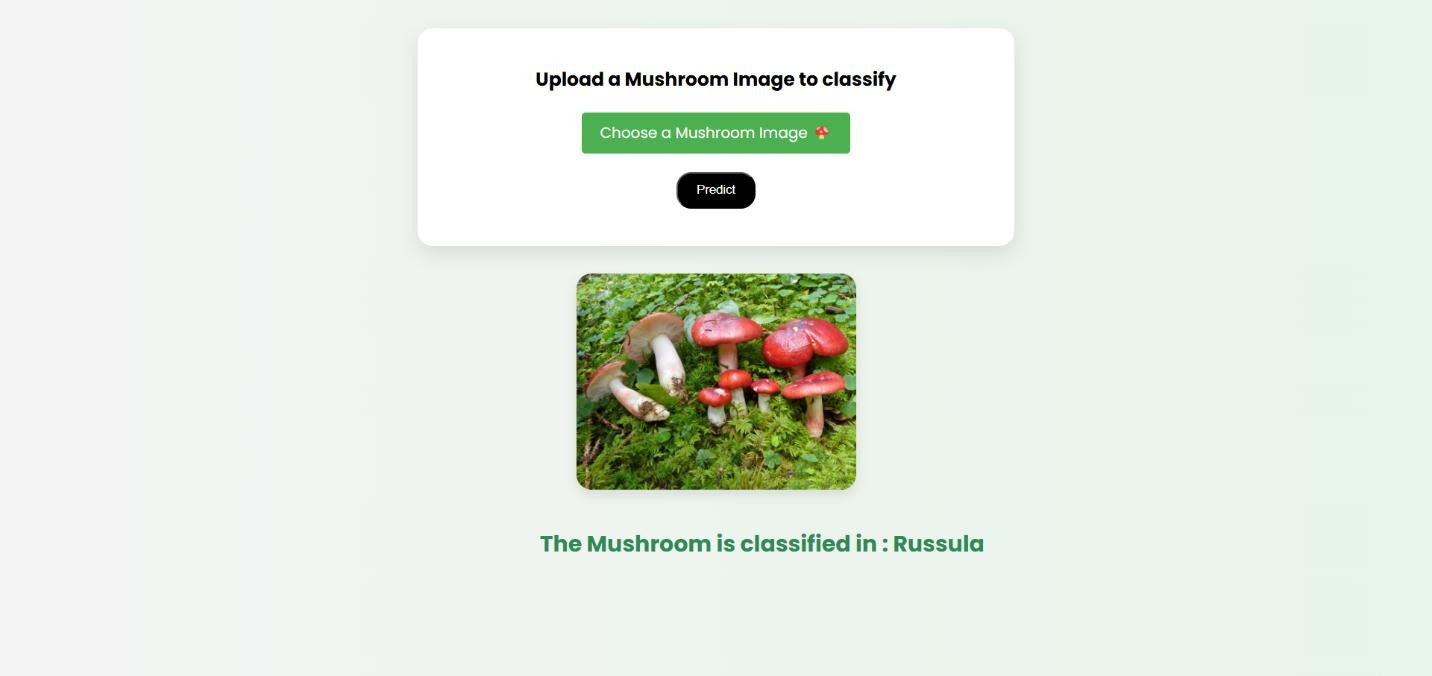 Upload a Mushroom Image to classify
Choose a Mushroom Image 🍄
Predict
The Mushroom is classified in : Russula